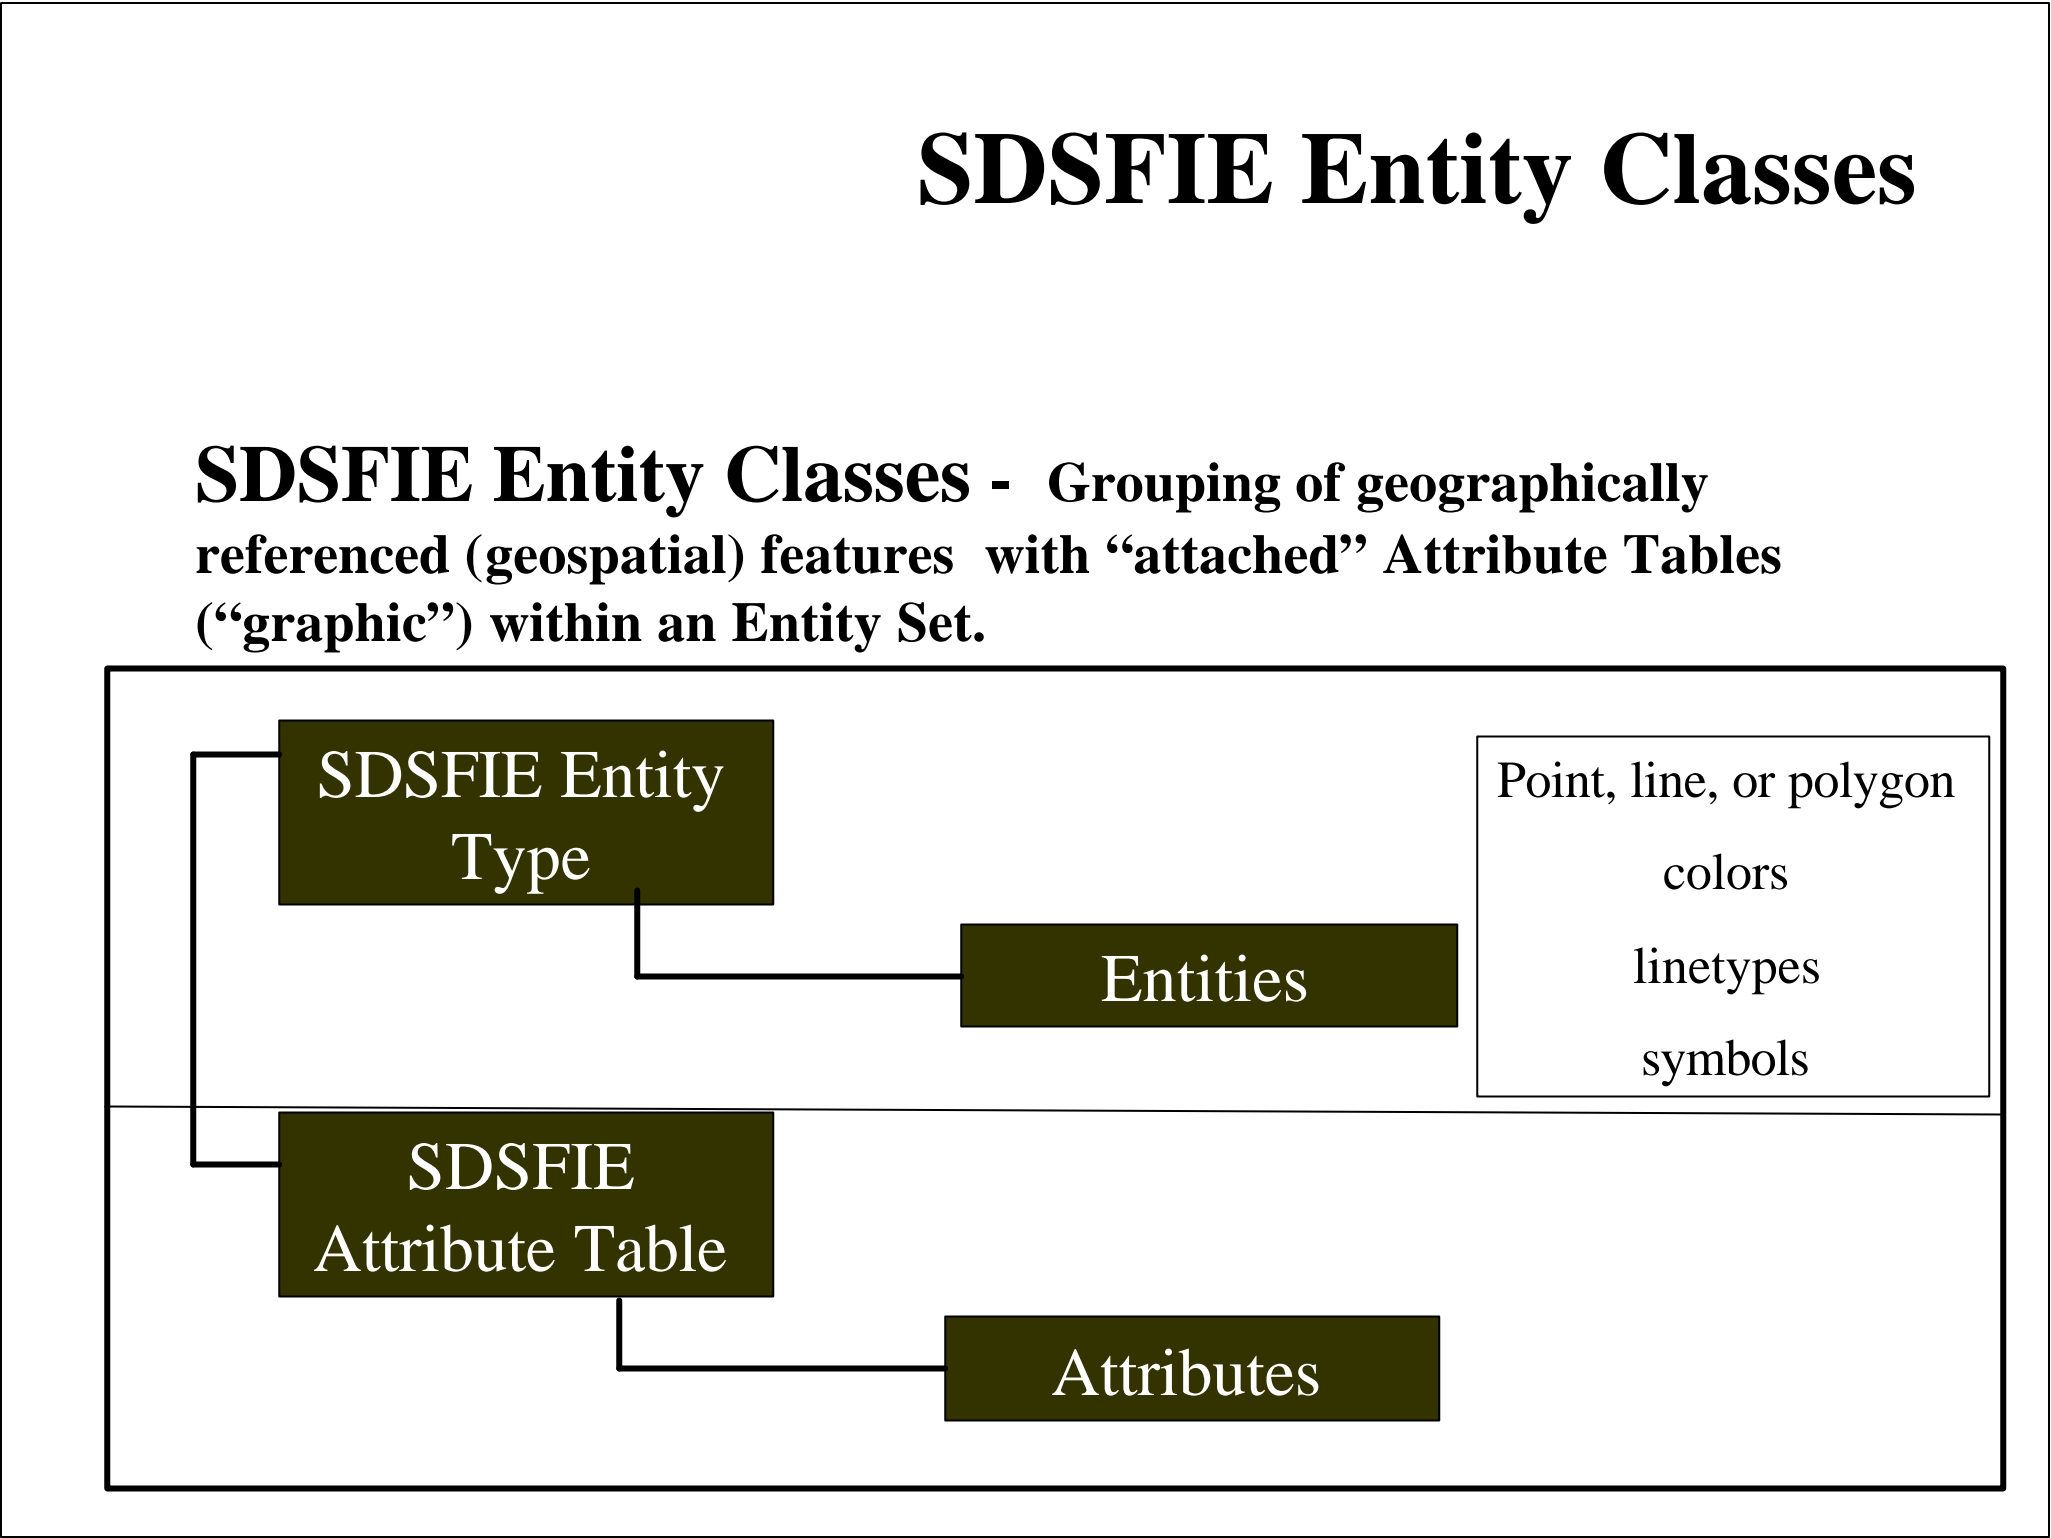 SDSFIE Entity Classes
SDSFIE Entity Classes - Grouping of geographically
referenced (geospatial) features with “attached” Attribute Tables
(“graphic”) within an Entity Set.
SDSFIE Entity
Type
Entities
Point, line, or polygon
colors
linetypes
symbols
SDSFIE
Attribute Table
Attributes